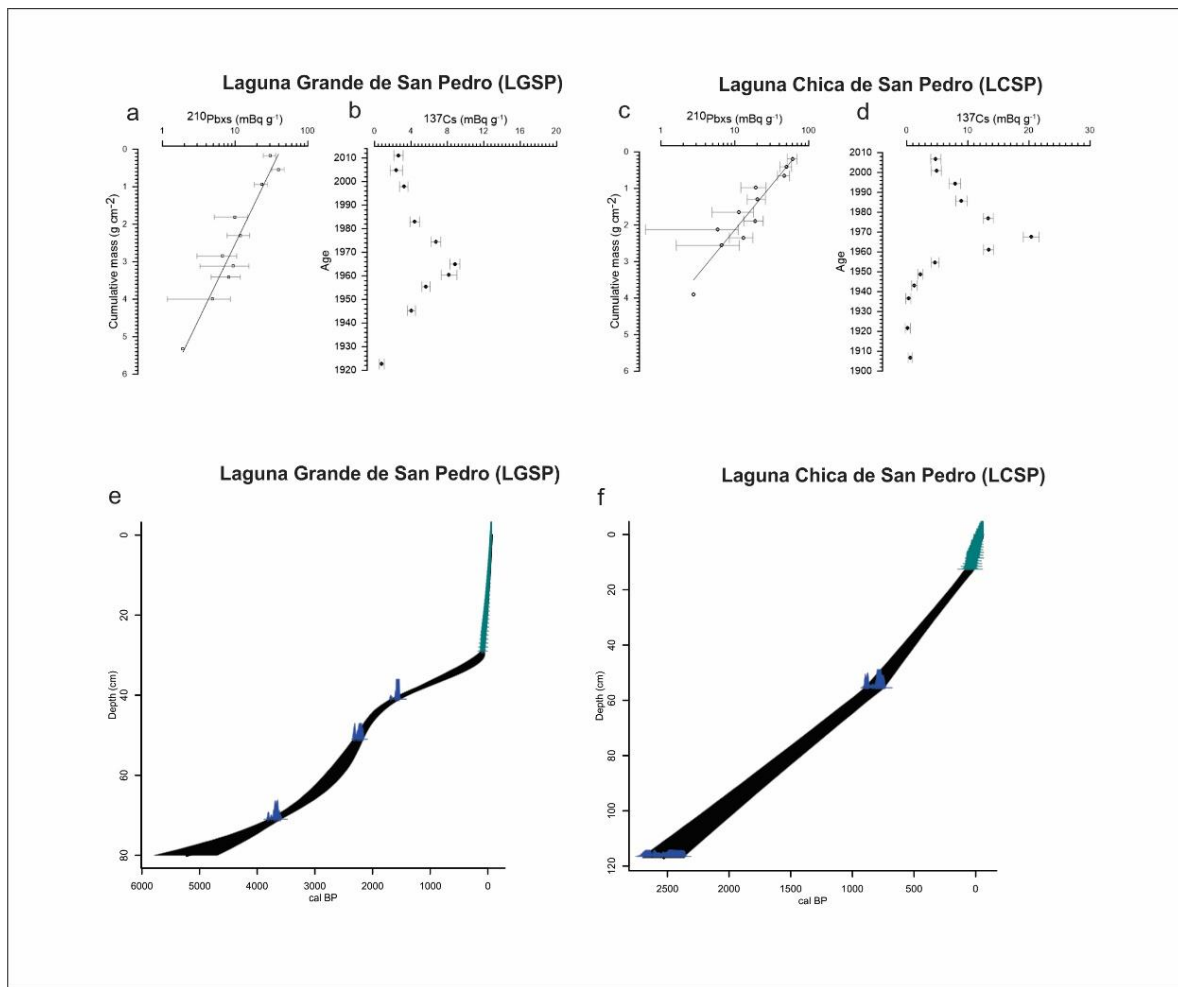 Laguna Grande de San Pedro (LGSP)
Laguna Chica de San Pedro (LCSP)
a
210Pbxs (mBq g-1)
1 10 100
Cumulative mass (g cm-2)
0
1
2
3
4
5
6
b
137Cs (mBq g-1)
0 4 8 12 16 20
Age
2010
2000
1990
1980
1970
1960
1950
1940
1930
1920
c
210Pbxs (mBq g-1)
1 10 100
Cumulative mass (g cm-2)
0
1
2
3
4
5
6
d
137Cs (mBq g-1)
0 10 20 30
Age
2010
2000
1990
1980
1970
1960
1950
1940
1930
1920
1910
1900
Laguna Grande de San Pedro (LGSP)
Laguna Chica de San Pedro (LCSP)
e
Depth (cm)
0
20
40
60
80
6000 5000 4000 3000 2000 1000 0
cal BP
f
Depth (cm)
0
20
40
60
80
100
120
2500 2000 1500 1000 500 0
cal BP